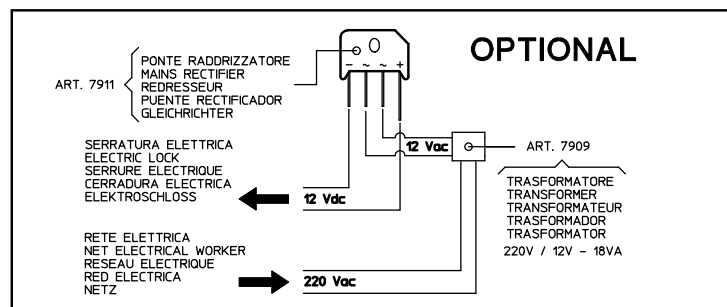 OPTIONAL
ART. 7911
PONTE RADDRIZZATORE
MAINS RECTIFIER
REDRESSEUR
PUENTE RECTIFICADOR
GLEICHRICHTER
- ~ ~ +
SERRATURA ELETTRICA
ELECTRIC LOCK
SERRURE ELECTRIQUE
CERRADURA ELECTRICA
ELEKTROSCHLOSS
12 Vdc
12 Vac
ART. 7909
TRASFORMATORE
TRANSFORMER
TRANSFORMATEUR
TRASFORMADOR
TRASFORMATOR
220V / 12V - 18VA
RETE ELETTRICA
NET ELECTRICAL WORKER
RESEAU ELECTRIQUE
RED ELECTRICA
NETZ
220 Vac